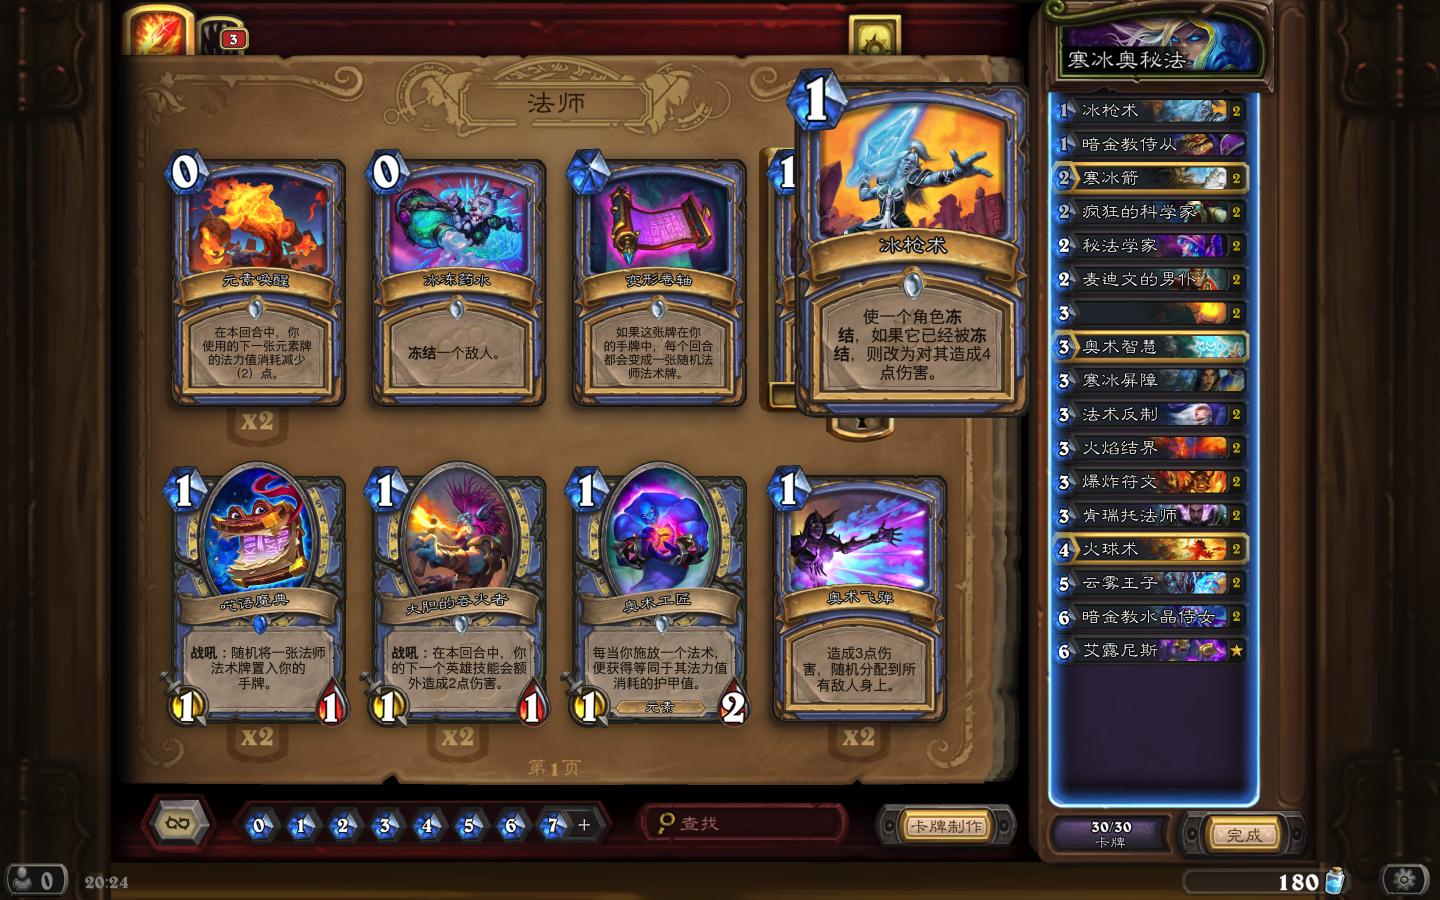 3
法师
寒冰奥秘法
0
元素唤醒
在本回合中，你
使用的下一张元素牌
的法力值消耗减少
（2）点。
x2
0
冰冻药水
冻结一个敌人。
变形卷轴
如果这张牌在你
的手牌中，每个回合
都会变成一张随机法
师法术牌。
1
1
冰枪术
使一个角色冻
结，如果它已经被冻
结，则改为对其造成4
点伤害。
1
咒语魔典
战吼：随机将一张法师
法术牌置入你的
手牌。
1
1
x2
1
大胆的吞火者
战吼：在本回合中，你
的下一个英雄技能会额
外造成2点伤害。
1
1
x2
1
奥术工匠
每当你施放一个法术，
便获得等同于其法力值
消耗的护甲值。
元素
1
2
1
奥术飞弹
造成3点伤
害，随机分配到所
有敌人身上。
x2
第1页
1 冰枪术 2
1 暗金教侍从 2
2 寒冰箭 2
2 疯狂的科学家 2
2 秘法学家 2
2 麦迪文的男仆 2
3 2
3 奥术智慧 2
3 寒冰屏障 2
3 法术反制 2
3 火焰结界 2
3 爆炸符文 2
3 肯瑞托法师 2
4 火球术 2
5 云雾王子 2
6 暗金教水晶侍女 2
6 艾露尼斯
0 1 2 3 4 5 6 7 +
查找
卡牌制作
30/30
卡牌
完成
0
20:24
180